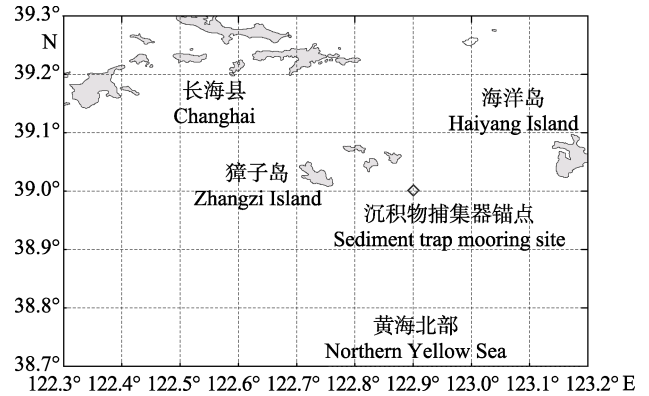 39.3°
N
39.2°
长海县
Changhai
海洋岛
Haiyang Island
39.1°
獐子岛
Zhangzi Island
39.0°
沉积物捕集器锚点
Sediment trap mooring site
38.9°
38.8°
黄海北部
Northern Yellow Sea
38.7°
122.3° 122.4° 122.5° 122.6° 122.7° 122.8° 122.9° 123.0° 123.1° 123.2° E